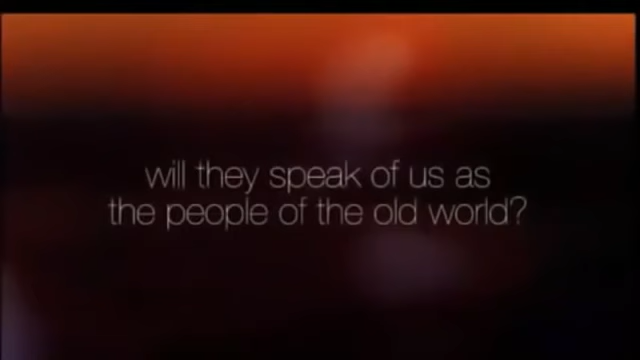 will they speak of us as
the people of the old world?